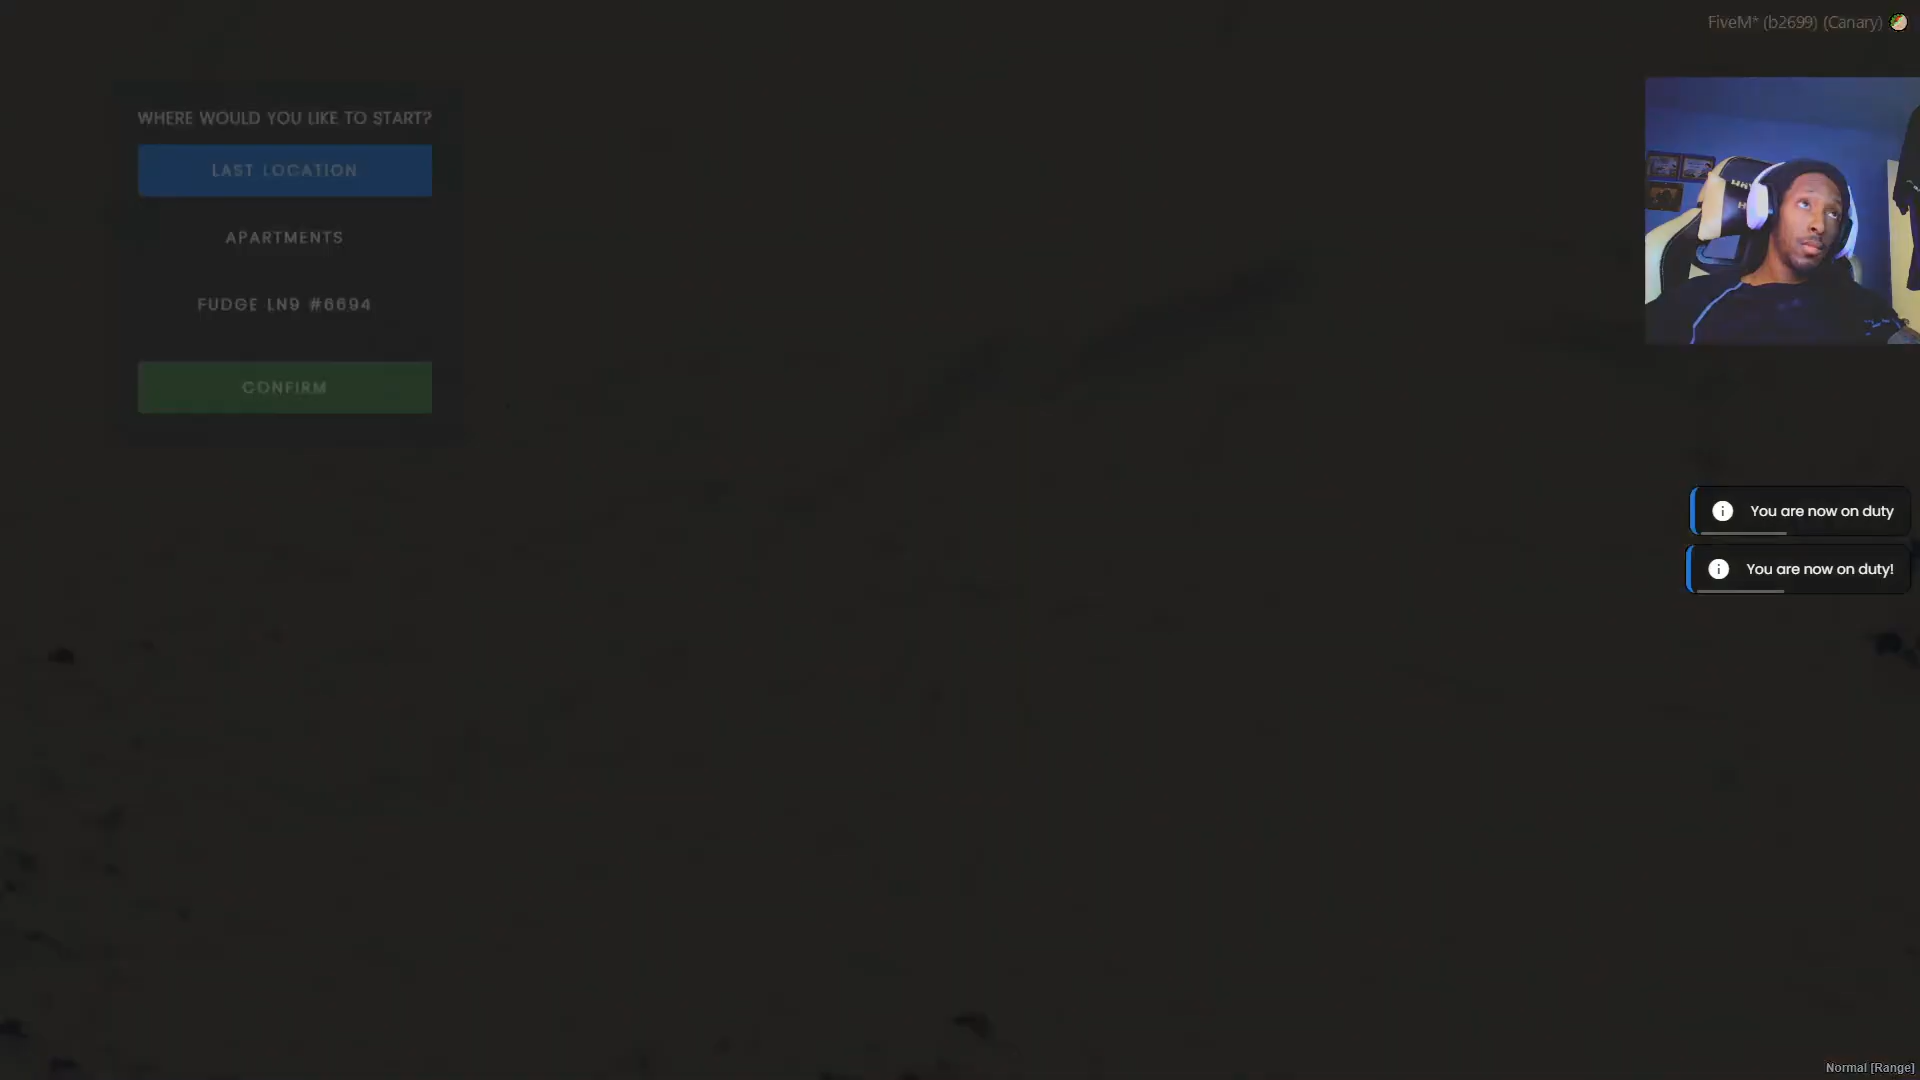 FiveM* (b2699) (Canary)
WHERE WOULD YOU LIKE TO START?
LAST LOCATION
APARTMENTS
FUDGE LN9 #6694
CONFIRM
You are now on duty
You are now on duty!
Normal [Range]